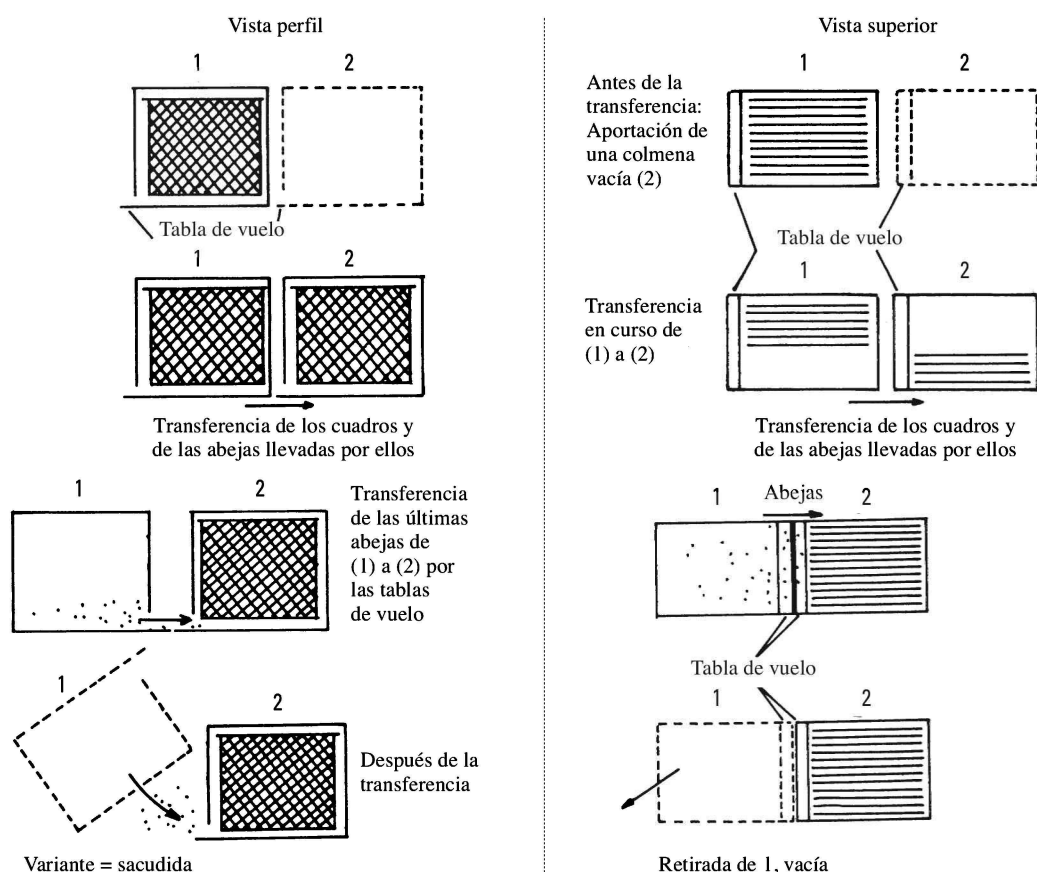 Vista perfil
1
2
Tabla de vuelo
1
2
Transferencia de los cuadros y
de las abejas llevadas por ellos
1
2
Transferencia
de las últimas
abejas de
(1) a (2) por
las tablas
de vuelo
1
2
Después de la
transferencia
Variante = sacudida
Vista superior
1
2
Antes de la
transferencia:
Aportación de
una colmena
vacía (2)
Tabla de vuelo
1
2
Transferencia
en curso de
(1) a (2)
Transferencia de los cuadros y
de las abejas llevadas por ellos
1
Abejas
2
Tabla de vuelo
1
2
Retirada de 1, vacía